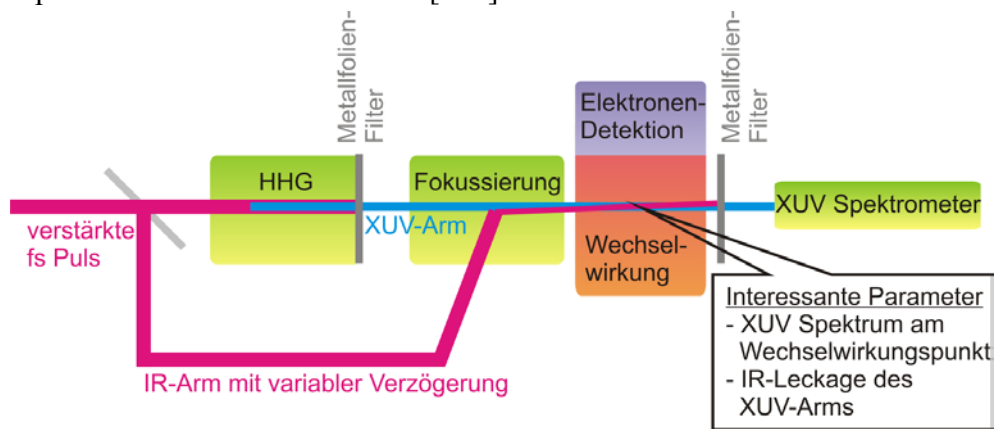 Metallfolien-
Filter
Elektronen-
Detektion
Metallfolien-
Filter
HHG
Fokussierung
XUV Spektrometer
verstärkte
fs Puls
XUV-Arm
Wechsel-
wirkung
IR-Arm mit variabler Verzögerung
Interessante Parameter
- XUV Spektrum am
Wechselwirkungspunkt
- IR-Leckage des
XUV-Arms